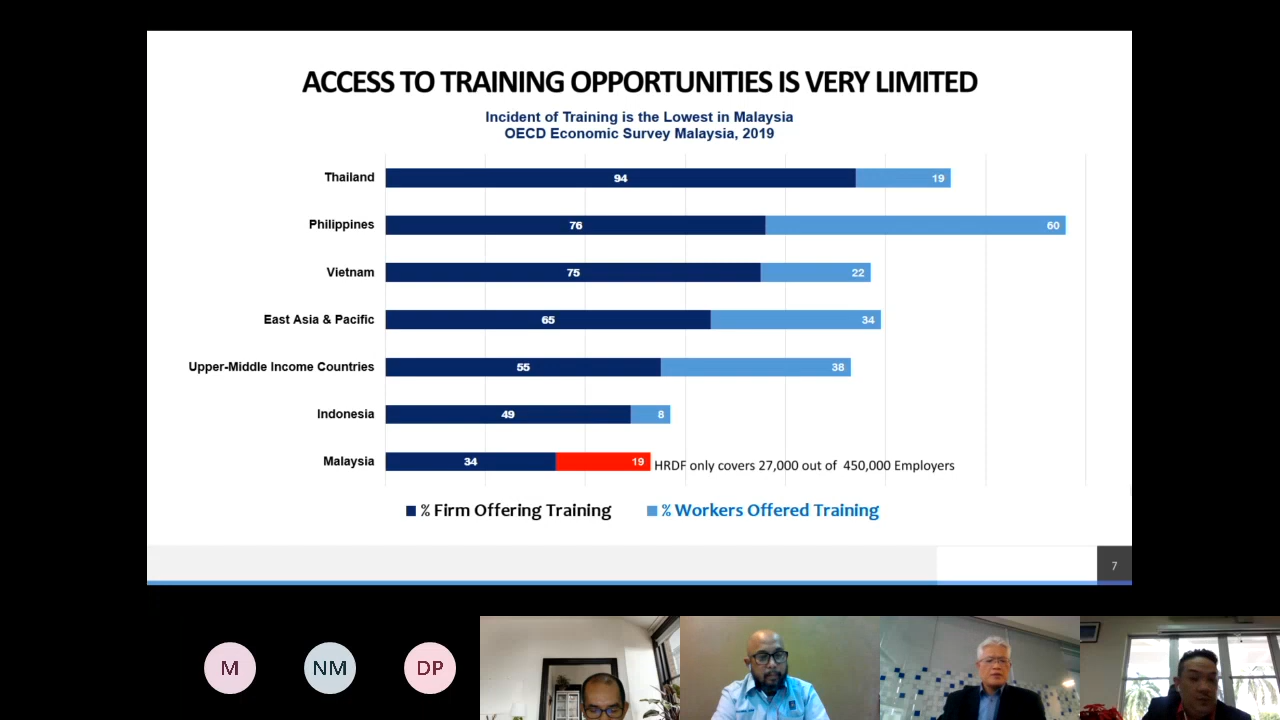 ACCESS TO TRAINING OPPORTUNITIES IS VERY LIMITED
Incident of Training is the Lowest in Malaysia
OECD Economic Survey Malaysia, 2019
Thailand 94 19
Philippines 76 60
Vietnam 75 22
East Asia & Pacific 65 34
Upper-Middle Income Countries 55 38
Indonesia 49 8
Malaysia 34 19 HRDF only covers 27,000 out of 450,000 Employers
% Firm Offering Training % Workers Offered Training
7
M NM DP